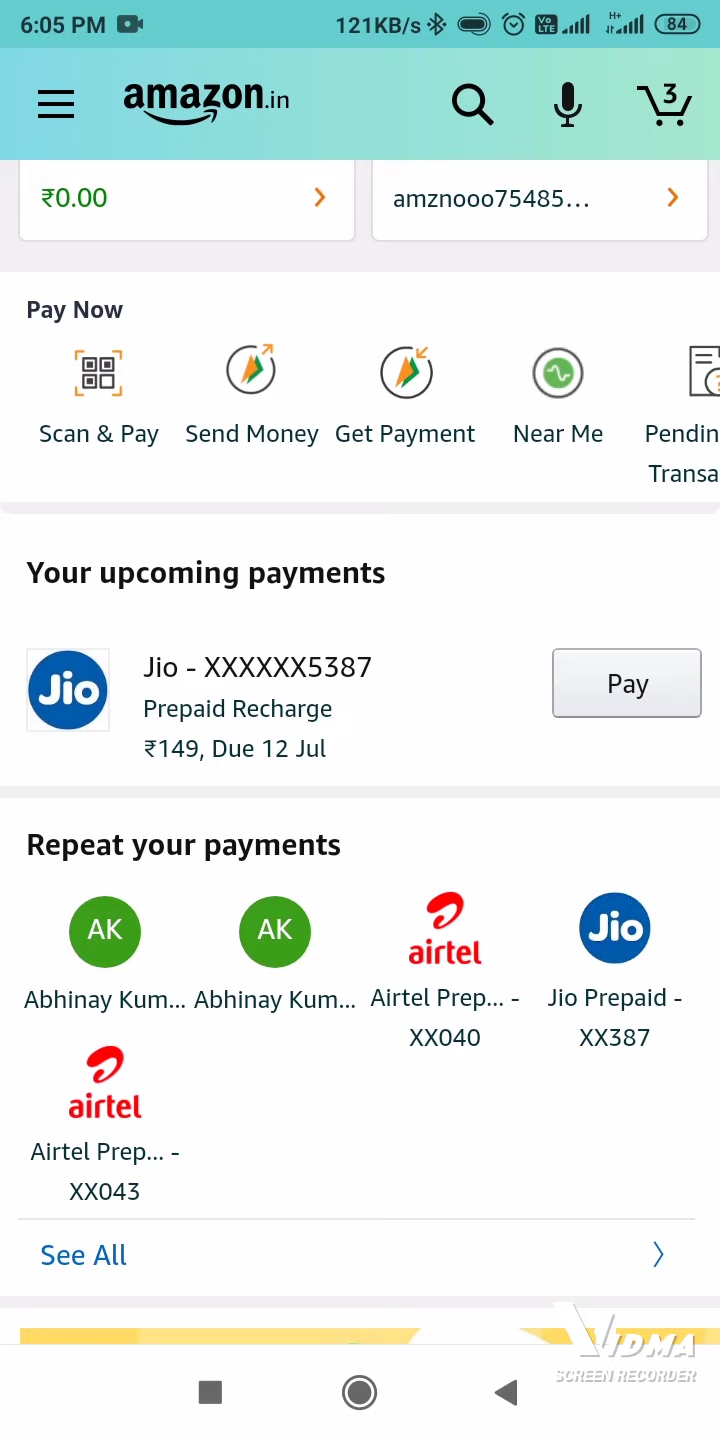 6:05 PM 121KB/s Vo LTE H+ 84
amazon.in 3
₹0.00 amznooo75485...
Pay Now
Scan & Pay Send Money Get Payment Near Me Pendin
Transa
Your upcoming payments
Jio Jio - XXXXXX5387
Prepaid Recharge
₹149, Due 12 Jul
Pay
Repeat your payments
AK AK airtel Jio
Abhinay Kum... Abhinay Kum... Airtel Prep... - Jio Prepaid -
XX040 XX387
airtel
Airtel Prep... -
XX043
See All
VIDMA
SCREEN RECORDER